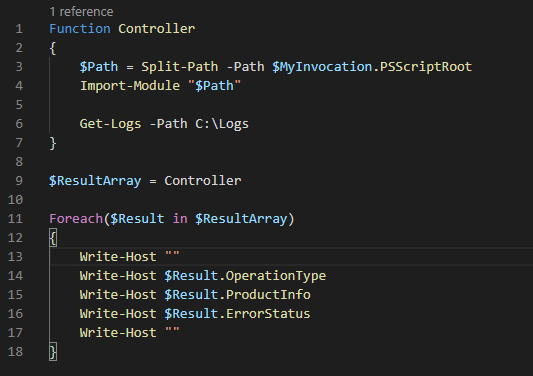 1 reference
1 Function Controller
2 {
3     $Path = Split-Path -Path $MyInvocation.PSScriptRoot
4     Import-Module "$Path"
5
6     Get-Logs -Path C:\Logs
7 }
8
9 $ResultArray = Controller
10
11 Foreach($Result in $ResultArray)
12 {
13     Write-Host ""
14     Write-Host $Result.OperationType
15     Write-Host $Result.ProductInfo
16     Write-Host $Result.ErrorStatus
17     Write-Host ""
18 }